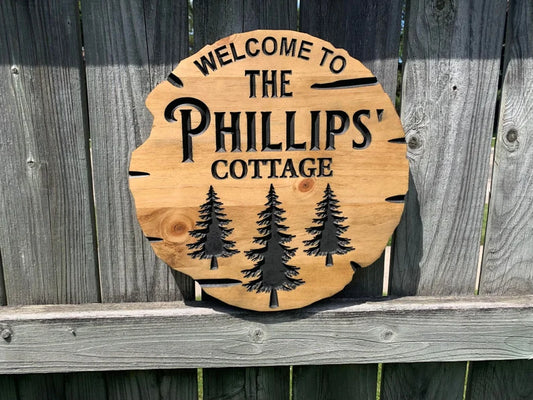 WELCOME TO
THE
PHILLIPS'
COTTAGE